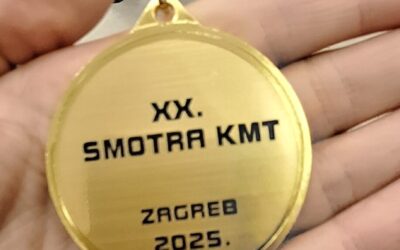 XX.
SMOTRA KMT
ZAGREB
2025.